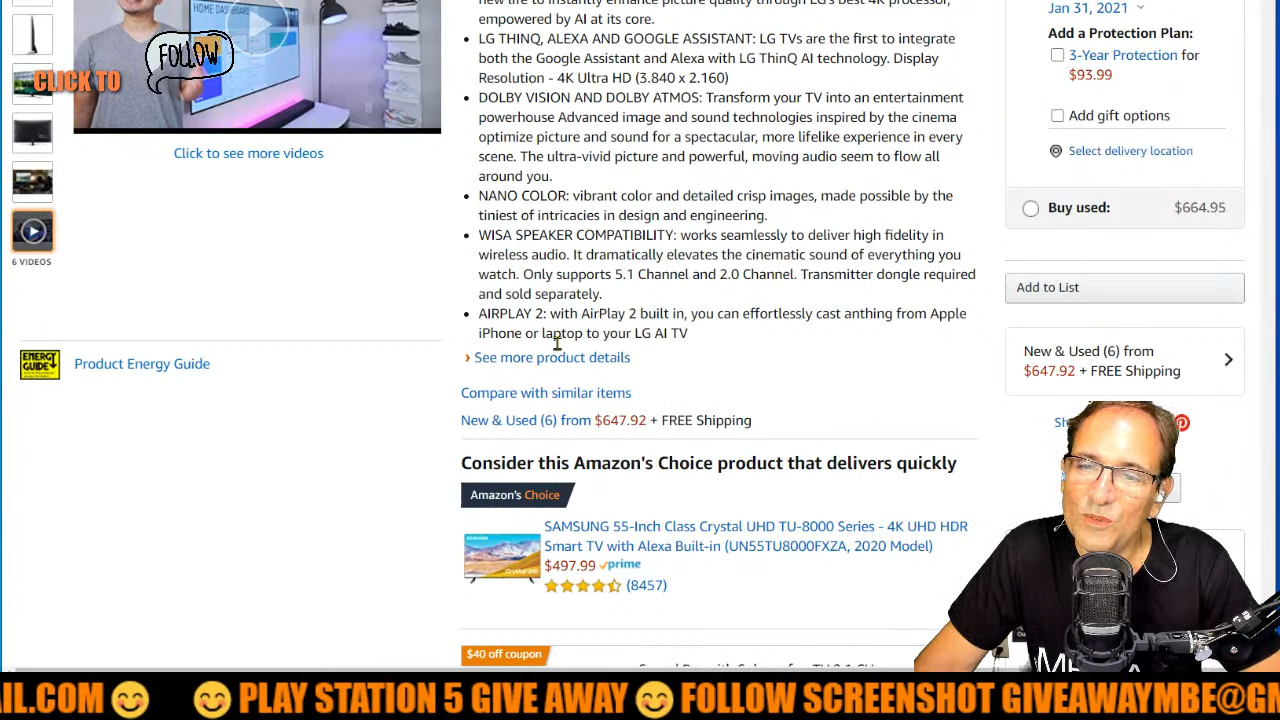 HOME DASHBOARD
FOLLOW
CLICK TO
Click to see more videos
6 VIDEOS
ENERGY
GUIDE
Product Energy Guide
new life to instantly enhance picture quality through LG's best 4K processor,
empowered by AI at its core.
• LG THINQ, ALEXA AND GOOGLE ASSISTANT: LG TVs are the first to integrate
both the Google Assistant and Alexa with LG ThinQ AI technology. Display
Resolution - 4K Ultra HD (3.840 x 2.160)
• DOLBY VISION AND DOLBY ATMOS: Transform your TV into an entertainment
powerhouse Advanced image and sound technologies inspired by the cinema
optimize picture and sound for a spectacular, more lifelike experience in every
scene. The ultra-vivid picture and powerful, moving audio seem to flow all
around you.
• NANO COLOR: vibrant color and detailed crisp images, made possible by the
tiniest of intricacies in design and engineering.
• WISA SPEAKER COMPATIBILITY: works seamlessly to deliver high fidelity in
wireless audio. It dramatically elevates the cinematic sound of everything you
watch. Only supports 5.1 Channel and 2.0 Channel. Transmitter dongle required
and sold separately.
• AIRPLAY 2: with AirPlay 2 built in, you can effortlessly cast anthing from Apple
iPhone or laptop to your LG AI TV
› See more product details
Compare with similar items
New & Used (6) from $647.92 + FREE Shipping
Consider this Amazon's Choice product that delivers quickly
Amazon's Choice
SAMSUNG
Crystal UHD
SAMSUNG 55-Inch Class Crystal UHD TU-8000 Series - 4K UHD HDR
Smart TV with Alexa Built-in (UN55TU8000FXZA, 2020 Model)
$497.99 prime
(8457)
$40 off coupon
Jan 31, 2021
Add a Protection Plan:
3-Year Protection for
$93.99
Add gift options
Select delivery location
Buy used: $664.95
Add to List
New & Used (6) from
$647.92 + FREE Shipping
AIL.COM 😊 😊 PLAY STATION 5 GIVE AWAY 😊 FOLLOW SCREENSHOT GIVEAWAYMBE@G